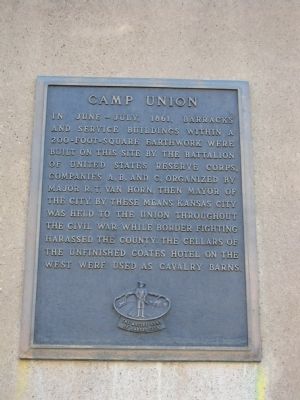 CAMP UNION
IN JUNE-JULY, 1861, BARRACKS
AND SERVICE BUILDINGS WITHIN A
200-FOOT-SQUARE EARTHWORK WERE
BUILT ON THIS SITE BY THE BATTALION
OF UNITED STATES RESERVE CORPS,
COMPANIES A, B, AND C, ORGANIZED BY
MAJOR R. T. VAN HORN, THEN MAYOR OF
THE CITY. BY THESE MEANS KANSAS CITY
WAS HELD TO THE UNION THROUGHOUT
THE CIVIL WAR WHILE BORDER FIGHTING
HARASSED THE COUNTY. THE CELLARS OF
THE UNFINISHED COATES HOTEL ON THE
WEST WERE USED AS CAVALRY BARNS.